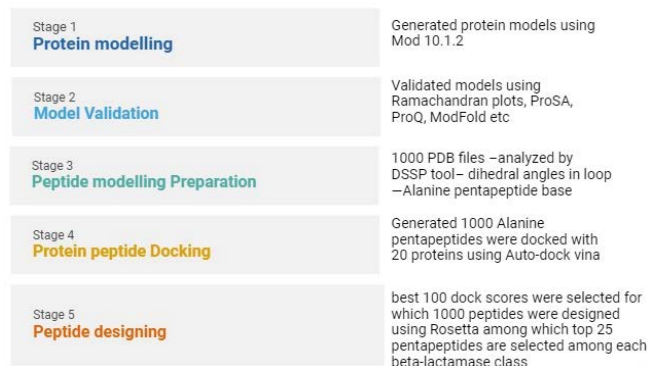 Stage 1
Protein modelling
Generated protein models using
Mod 10.1.2
Stage 2
Model Validation
Validated models using
Ramachandran plots, ProSA,
ProQ, ModFold etc
Stage 3
Peptide modelling Preparation
1000 PDB files –analyzed by
DSSP tool– dihedral angles in loop
—Alanine pentapeptide base
Stage 4
Protein peptide Docking
Generated 1000 Alanine
pentapeptides were docked with
20 proteins using Auto-dock vina
Stage 5
Peptide designing
best 100 dock scores were selected for
which 1000 peptides were designed
using Rosetta among which top 25
pentapeptides are selected among each
beta-lactamase class